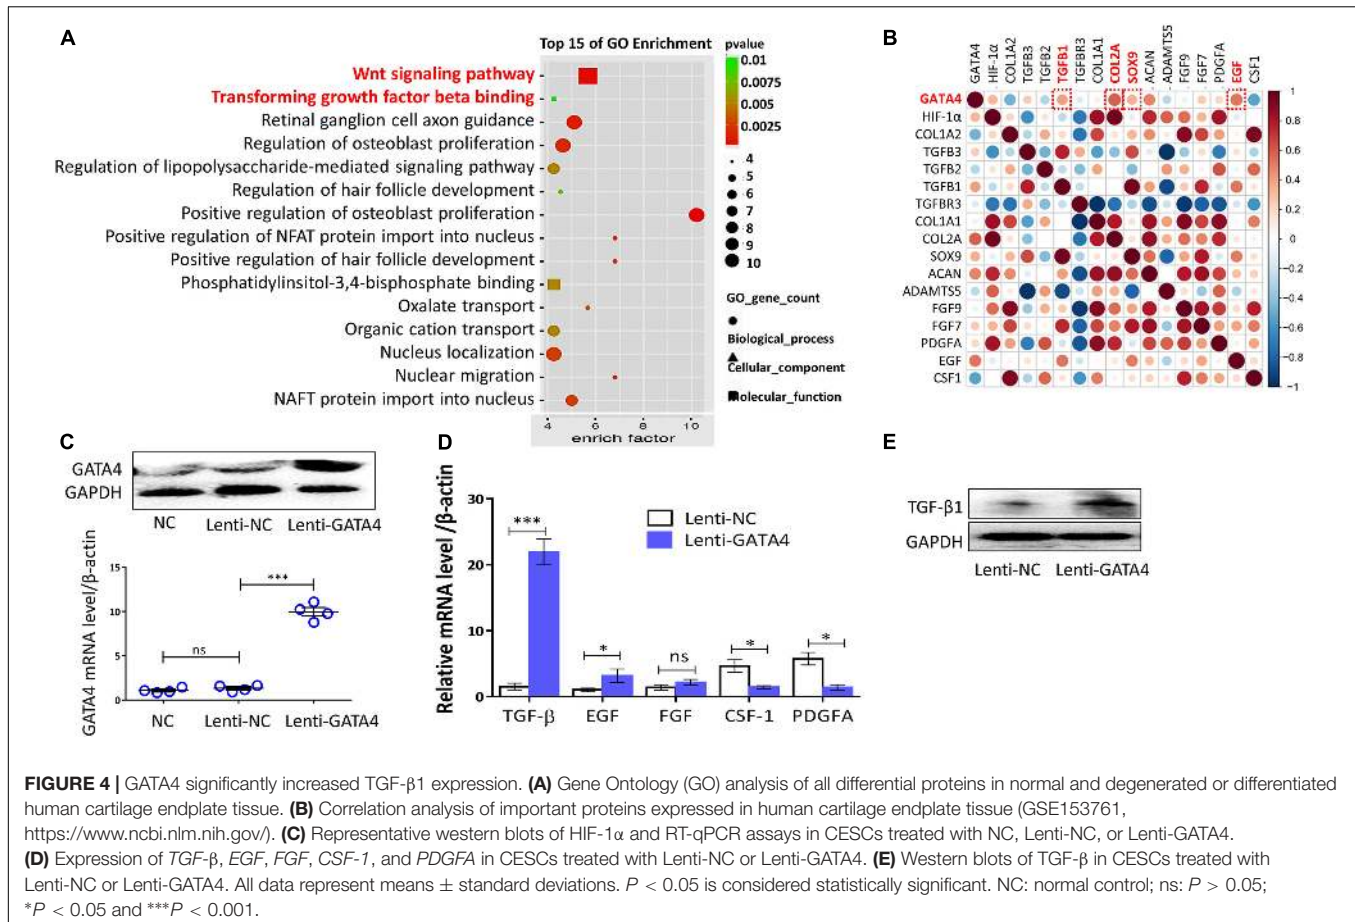 A
Top 15 of GO Enrichment
Wnt signaling pathway
Transforming growth factor beta binding
Retinal ganglion cell axon guidance
Regulation of osteoblast proliferation
Regulation of lipopolysaccharide-mediated signaling pathway
Regulation of hair follicle development
Positive regulation of osteoblast proliferation
Positive regulation of NFAT protein import into nucleus
Positive regulation of hair follicle development
Phosphatidylinsitol-3,4-bisphosphate binding
Oxalate transport
Organic cation transport
Nucleus localization
Nuclear migration
NAFT protein import into nucleus
4 6 8 10
enrich factor
pvalue
0.01
0.0075
0.005
0.0025
4
5
6
7
8
9
10
GO_gene_count
Biological_process
Cellular_component
Molecular_function
B
GATA4 HIF-1α COL1A2 TGFB3 TGFB2 TGFB1 TGFBR3 COL1A1 COL2A SOX9 ACAN ADAMTS5 FGF9 FGF7 PDGFA EGF CSF1
GATA4
HIF-1α
COL1A2
TGFB3
TGFB2
TGFB1
TGFBR3
COL1A1
COL2A
SOX9
ACAN
ADAMTS5
FGF9
FGF7
PDGFA
EGF
CSF1
1
0.8
0.6
0.4
0.2
0
−0.2
−0.4
−0.6
−0.8
−1
C
GATA4
GAPDH
NC Lenti-NC Lenti-GATA4
GATA4 mRNA level/β-actin
15
10
5
0
ns
***
NC Lenti-NC Lenti-GATA4
D
Relative mRNA level /β-actin
30
20
10
0
Lenti-NC
Lenti-GATA4
*** * ns * *
TGF-β EGF FGF CSF-1 PDGFA
E
TGF-β1
GAPDH
Lenti-NC Lenti-GATA4
FIGURE 4 | GATA4 significantly increased TGF-β1 expression. (A) Gene Ontology (GO) analysis of all differential proteins in normal and degenerated or differentiated
human cartilage endplate tissue. (B) Correlation analysis of important proteins expressed in human cartilage endplate tissue (GSE153761,
https://www.ncbi.nlm.nih.gov/). (C) Representative western blots of HIF-1α and RT-qPCR assays in CESCs treated with NC, Lenti-NC, or Lenti-GATA4.
(D) Expression of TGF-β, EGF, FGF, CSF-1, and PDGFA in CESCs treated with Lenti-NC or Lenti-GATA4. (E) Western blots of TGF-β in CESCs treated with
Lenti-NC or Lenti-GATA4. All data represent means ± standard deviations. P < 0.05 is considered statistically significant. NC: normal control; ns: P > 0.05;
*P < 0.05 and ***P < 0.001.